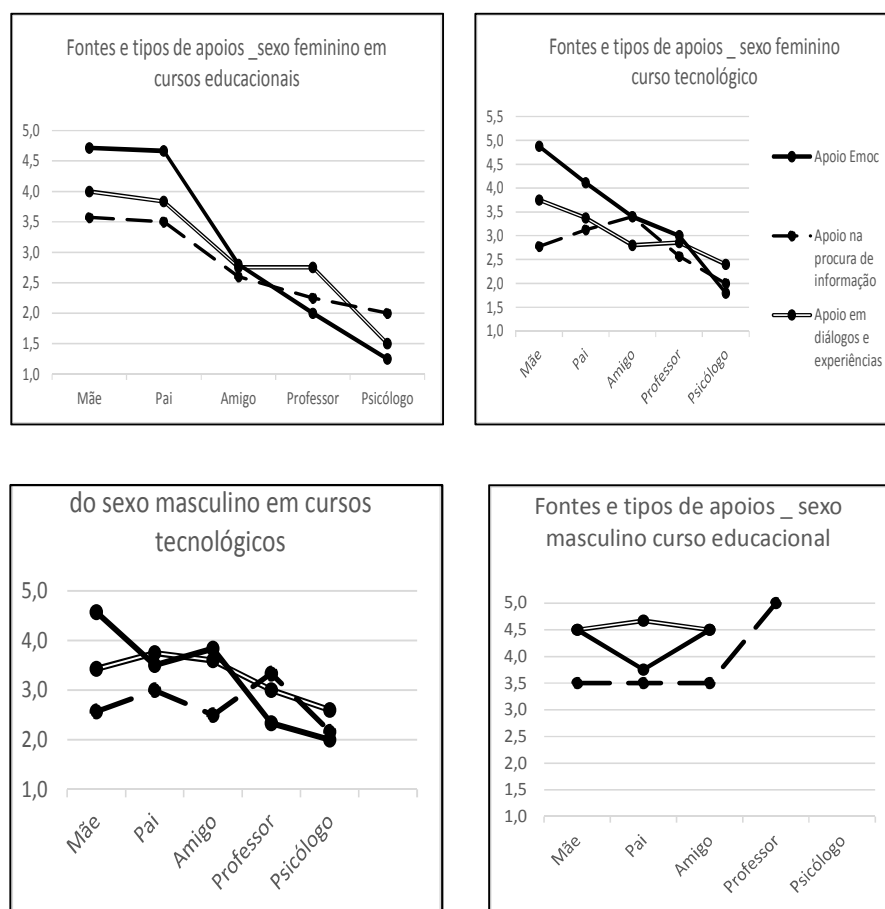 Fontes e tipos de apoios _sexo feminino em
cursos educacionais
5,0
4,5
4,0
3,5
3,0
2,5
2,0
1,5
1,0
Mãe Pai Amigo Professor Psicólogo
Fontes e tipos de apoios _ sexo feminino
curso tecnológico
5,5
5,0
4,5
4,0
3,5
3,0
2,5
2,0
1,5
1,0
Mãe Pai Amigo Professor Psicólogo
Apoio Emoc
Apoio na
procura de
informação
Apoio em
diálogos e
experiências
do sexo masculino em cursos
tecnológicos
5,0
4,0
3,0
2,0
1,0
Mãe Pai Amigo Professor Psicólogo
Fontes e tipos de apoios _ sexo
masculino curso educacional
5,0
4,5
4,0
3,5
3,0
2,5
2,0
1,5
1,0
Mãe Pai Amigo Professor Psicólogo